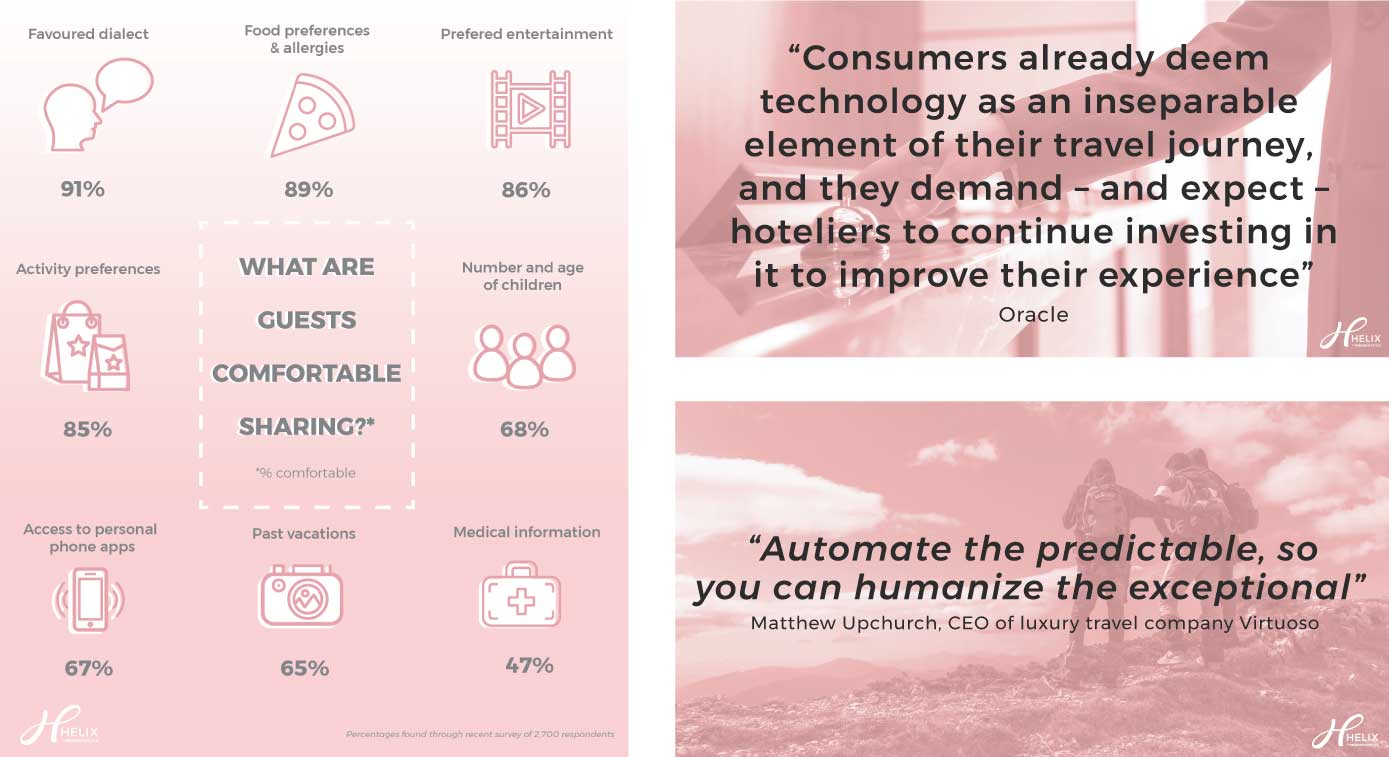 Favoured dialect
91%
Food preferences
& allergies
89%
Prefered entertainment
86%
Activity preferences
85%
WHAT ARE
GUESTS
COMFORTABLE
SHARING?*
*% comfortable
Number and age
of children
68%
Access to personal
phone apps
67%
Past vacations
65%
Medical information
47%
HELIX
Percentages found through recent survey of 2,700 respondents
“Consumers already deem
technology as an inseparable
element of their travel journey,
and they demand – and expect –
hoteliers to continue investing in
it to improve their experience”
Oracle
HELIX
“Automate the predictable, so
you can humanize the exceptional”
Matthew Upchurch, CEO of luxury travel company Virtuoso
HELIX